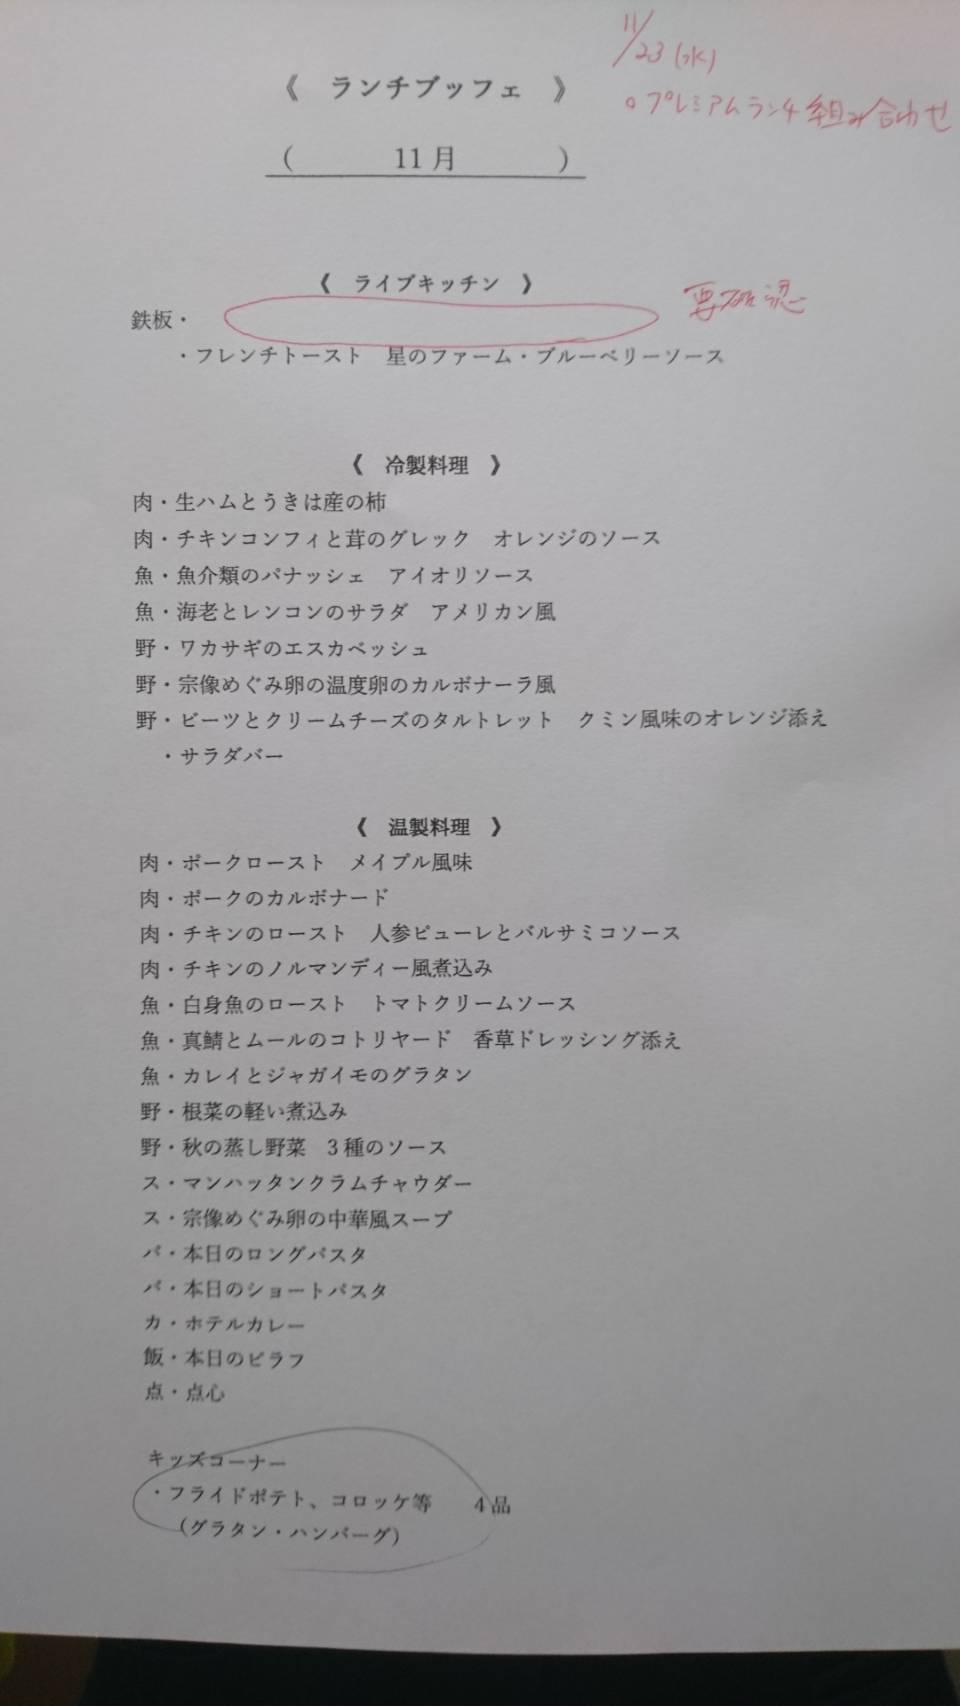 11/23(水)
《 ランチブッフェ 》
○プレミアムランチ組み合わせ
( 11月 )
《 ライブキッチン 》
要確認
鉄板・
・フレンチトースト 星のファーム・ブルーベリーソース
《 冷製料理 》
肉・生ハムとうきは産の柿
肉・チキンコンフィと茸のグレック オレンジのソース
魚・魚介類のパナッシェ アイオリソース
魚・海老とレンコンのサラダ アメリカン風
野・ワカサギのエスカベッシュ
野・宗像めぐみ卵の温度卵のカルボナーラ風
野・ビーツとクリームチーズのタルトレット クミン風味のオレンジ添え
・サラダバー
《 温製料理 》
肉・ポークロースト メイプル風味
肉・ポークのカルボナード
肉・チキンのロースト 人参ピューレとバルサミコソース
肉・チキンのノルマンディー風煮込み
魚・白身魚のロースト トマトクリームソース
魚・真鯖とムールのコトリヤード 香草ドレッシング添え
魚・カレイとジャガイモのグラタン
野・根菜の軽い煮込み
野・秋の蒸し野菜 3種のソース
ス・マンハッタンクラムチャウダー
ス・宗像めぐみ卵の中華風スープ
パ・本日のロングパスタ
パ・本日のショートパスタ
カ・ホテルカレー
飯・本日のピラフ
点・点心
キッズコーナー
・フライドポテト、コロッケ等 4品
(グラタン・ハンバーグ)